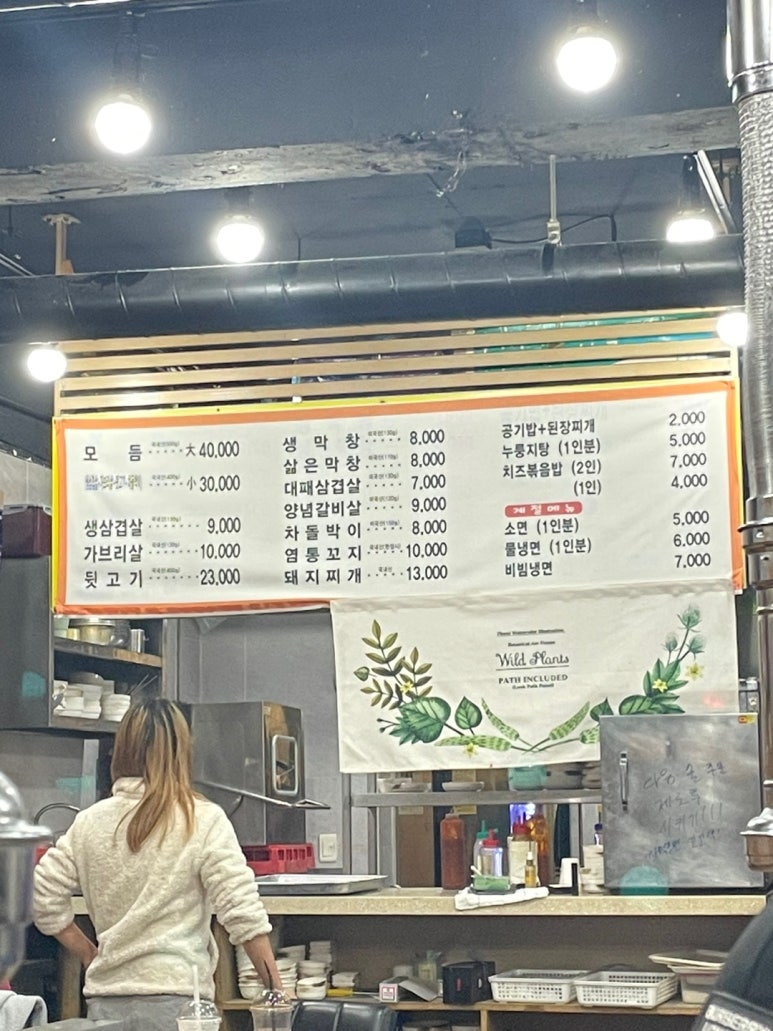 모 듬 大 40,000
小 30,000
생삼겹살 9,000
가브리살 10,000
뒷고기 23,000
생 막 창 8,000
삶은막창 8,000
대패삼겹살 7,000
양념갈비살 9,000
차돌박이 8,000
염통꼬지 10,000
돼지찌개 13,000
공기밥+된장찌개 2,000
누룽지탕 (1인분) 5,000
치즈볶음밥 (2인) 7,000
(1인) 4,000
계절메뉴
소면 (1인분) 5,000
물냉면 (1인분) 6,000
비빔냉면 7,000
Wild Plants
PATH INCLUDED